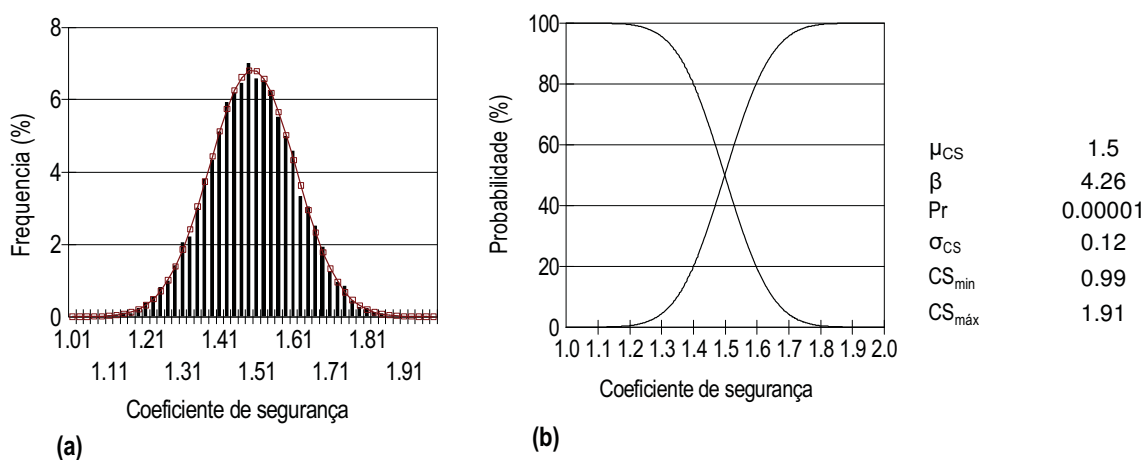 8
6
4
2
0
Frequencia (%)
1.01 1.21 1.41 1.61 1.81
1.11 1.31 1.51 1.71 1.91
Coeficiente de segurança
(a)
100
80
60
40
20
0
Probabilidade (%)
1.0 1.1 1.2 1.3 1.4 1.5 1.6 1.7 1.8 1.9 2.0
Coeficiente de segurança
(b)
μCS 1.5
β 4.26
Pr 0.00001
σCS 0.12
CSmin 0.99
CSmáx 1.91